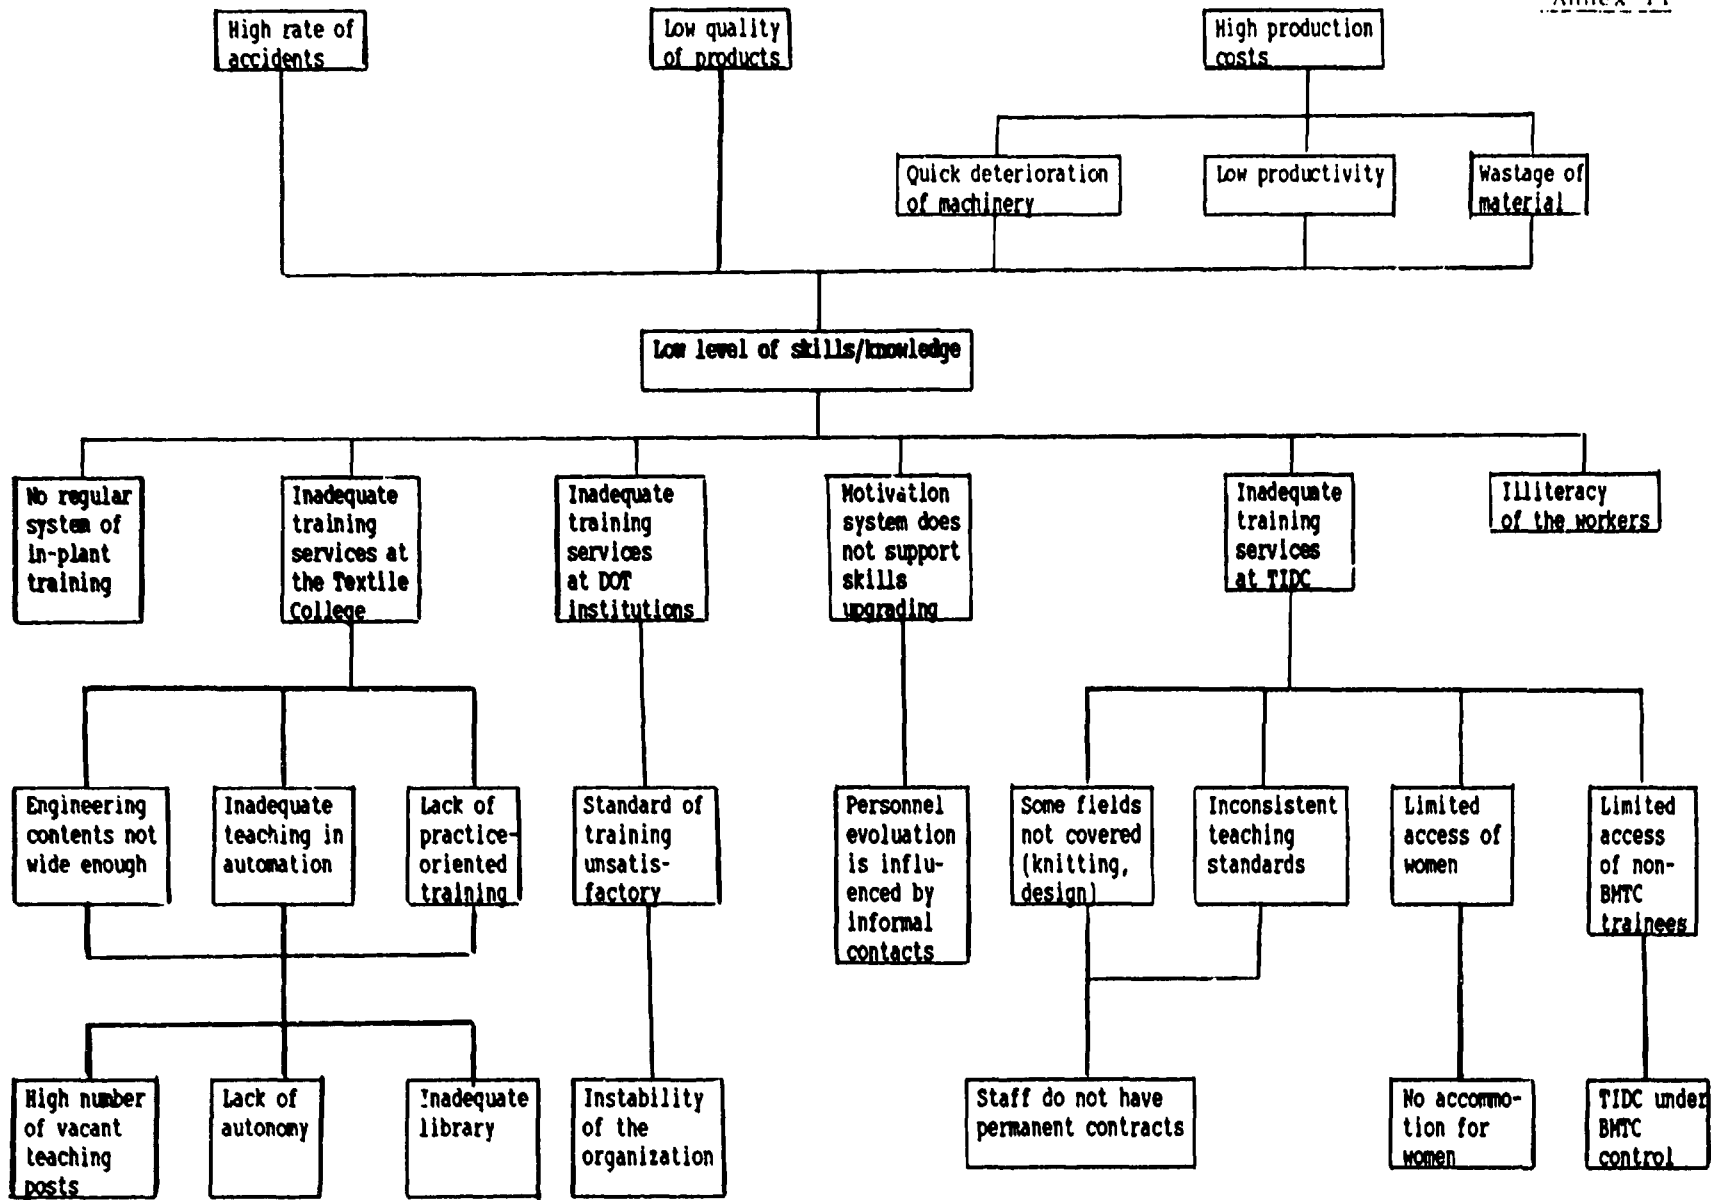 High rate of
accidents
Low quality
of products
High production
costs
Quick deterioration
of machinery
Low productivity
Wastage of
material
Low level of skills/knowledge
No regular
system of
in-plant
training
Inadequate
training
services at
the Textile
College
Inadequate
training
services
at DOT
institutions
Motivation
system does
not support
skills
upgrading
Inadequate
training
services
at TIDC
Illiteracy
of the workers
Engineering
contents not
wide enough
Inadequate
teaching in
automation
Lack of
practice-
oriented
training
Standard of
training
unsatis-
factory
Personnel
evoluation
is influ-
enced by
informal
contacts
Some fields
not covered
(knitting,
design)
Inconsistent
teaching
standards
Limited
access of
women
Limited
access
of non-
BMTC
trainees
High number
of vacant
teaching
posts
Lack of
autonomy
Inadequate
library
Instability
of the
organization
Staff do not have
permanent contracts
No accommo-
tion for
women
TIDC under
BMTC
control